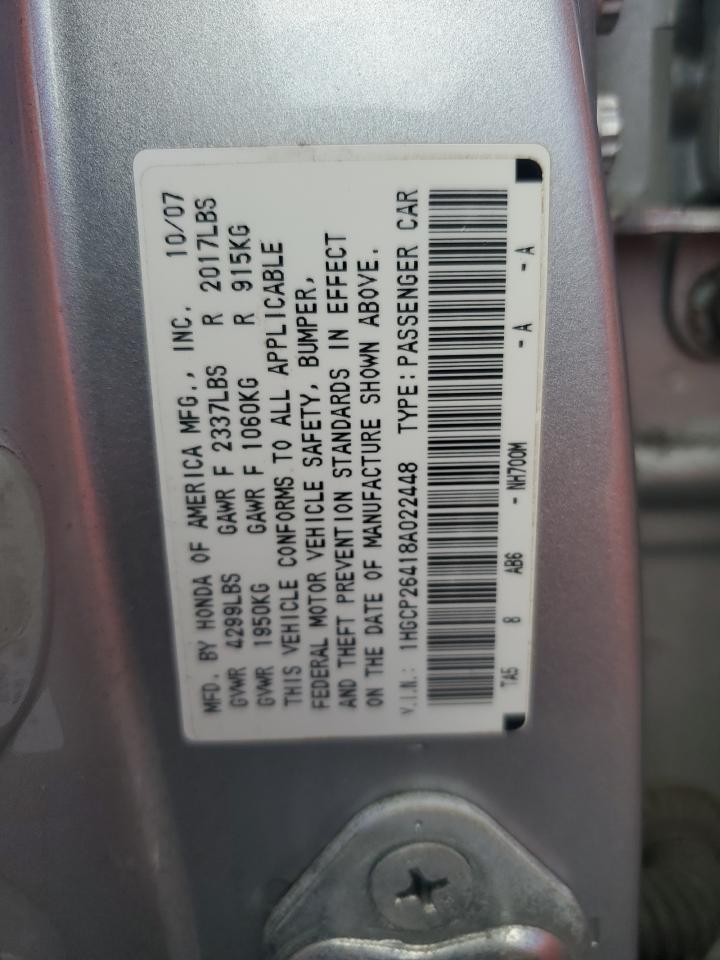 MFD. BY HONDA OF AMERICA MFG., INC. 10/07
GVWR 4299LBS GAWR F 2337LBS R 2017LBS
GVWR 1950KG GAWR F 1060KG R 915KG
THIS VEHICLE CONFORMS TO ALL APPLICABLE
FEDERAL MOTOR VEHICLE SAFETY, BUMPER,
AND THEFT PREVENTION STANDARDS IN EFFECT
ON THE DATE OF MANUFACTURE SHOWN ABOVE.
V.I.N.: 1HGCP26418A022448 TYPE: PASSENGER CAR
TA5 8 AB6 - NH700M - A - A